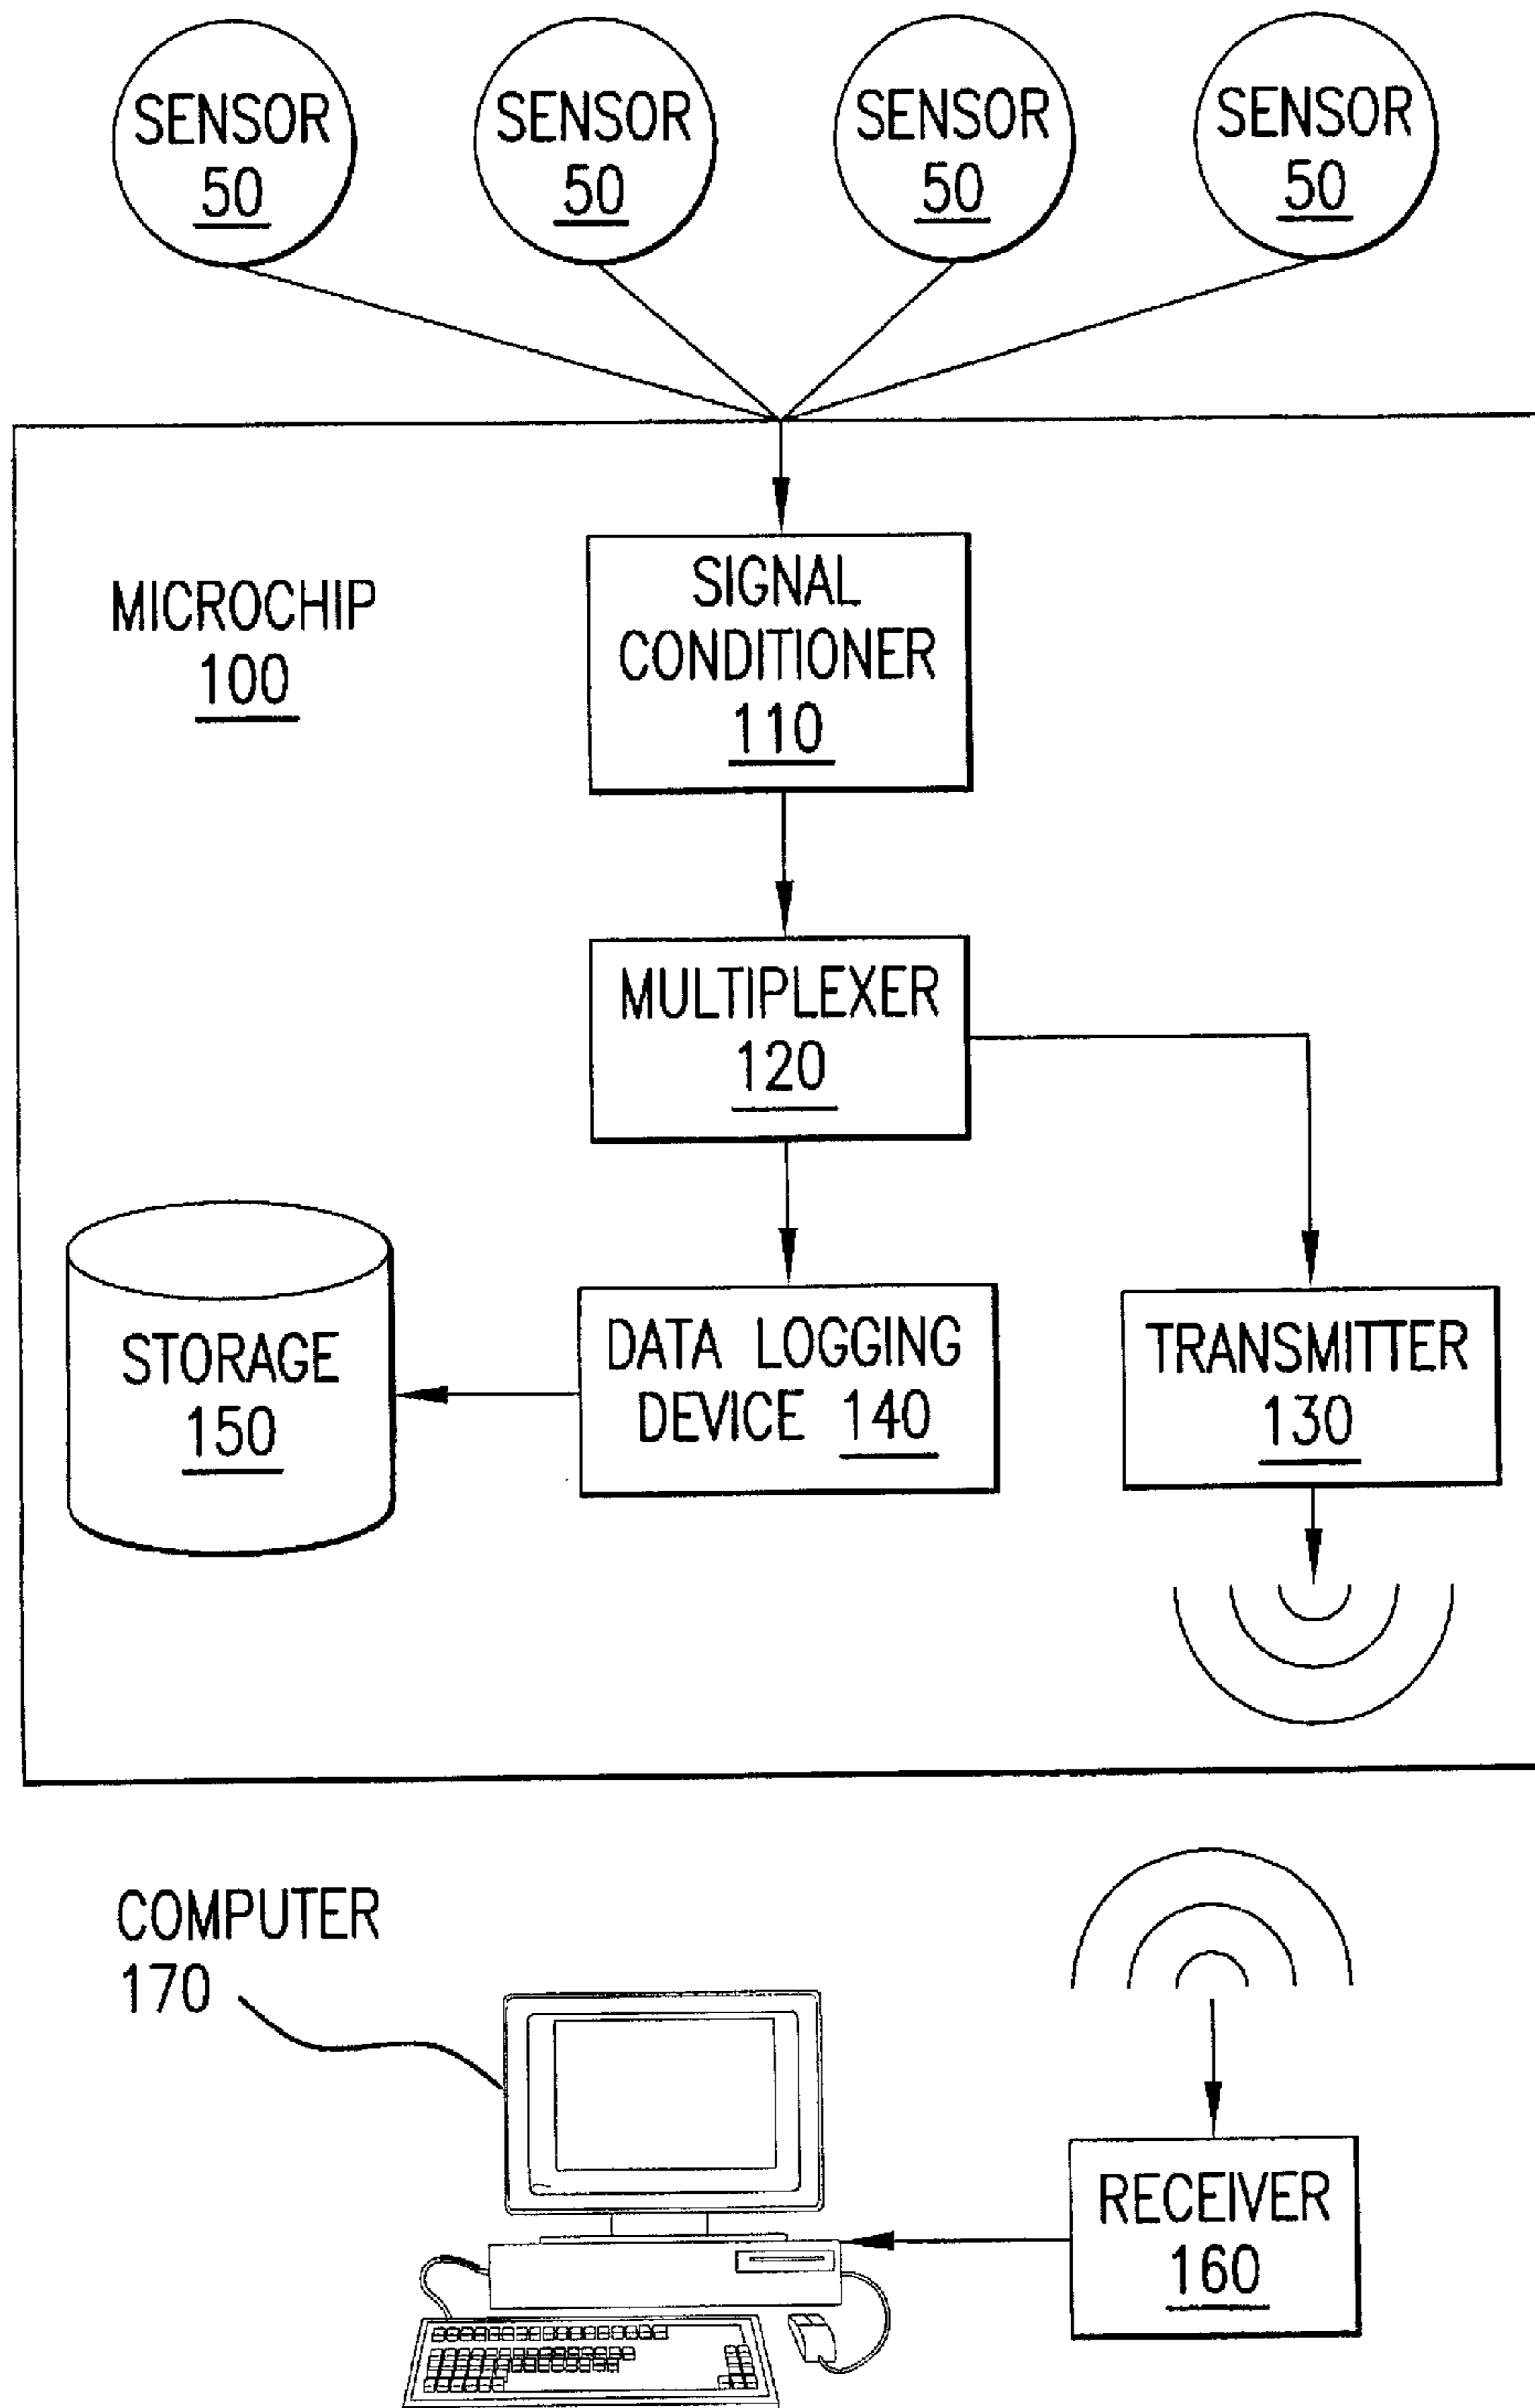 SENSOR
50
SENSOR
50
SENSOR
50
SENSOR
50
MICROCHIP
100
SIGNAL
CONDITIONER
110
MULTIPLEXER
120
STORAGE
150
DATA LOGGING
DEVICE 140
TRANSMITTER
130
COMPUTER
170
RECEIVER
160